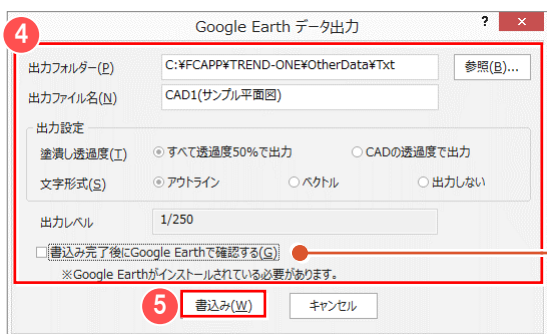 4
Google Earth データ出力 ? ×
出力フォルダー(P) C:¥FCAPP¥TREND-ONE¥OtherData¥Txt 参照(B)...
出力ファイル名(N) CAD1(サンプル平面図)
出力設定
塗潰し透過度(T) すべて透過度50%で出力 CADの透過度で出力
文字形式(S) アウトライン ベクトル 出力しない
出力レベル 1/250
書込み完了後にGoogle Earthで確認する(G)
※Google Earthがインストールされている必要があります。
5 書込み(W) キャンセル